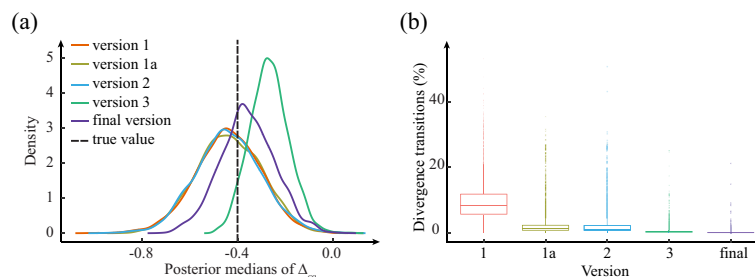 (a)
version 1
version 1a
version 2
version 3
final version
true value
Density
5
4
3
2
1
0
-0.8
-0.4
0.0
Posterior medians of Δ∞
(b)
Divergence transitions (%)
40
20
0
1
1a
2
3
final
Version